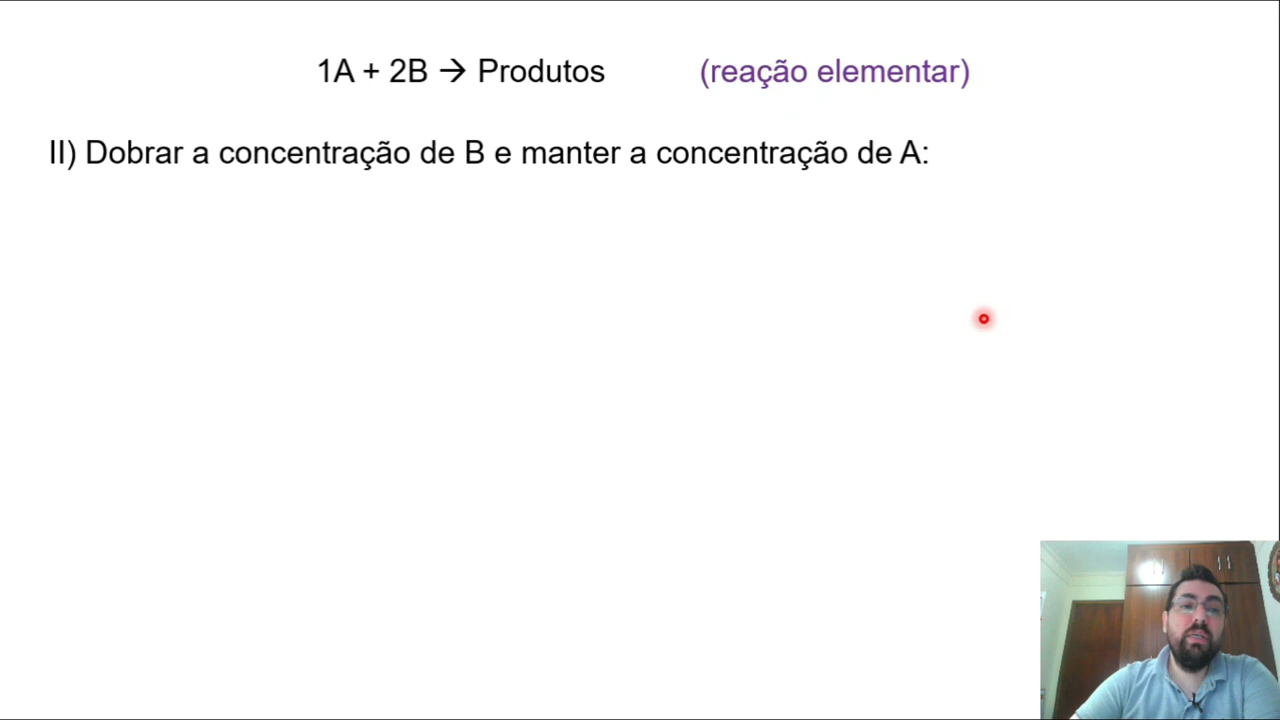 1A + 2B → Produtos (reação elementar)
II) Dobrar a concentração de B e manter a concentração de A: